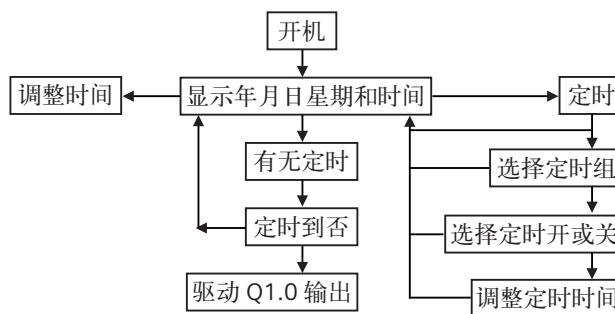 开机
调整时间
显示年月日星期和时间
定时
有无定时
选择定时组
定时到否
选择定时开或关
驱动 Q1.0 输出
调整定时时间